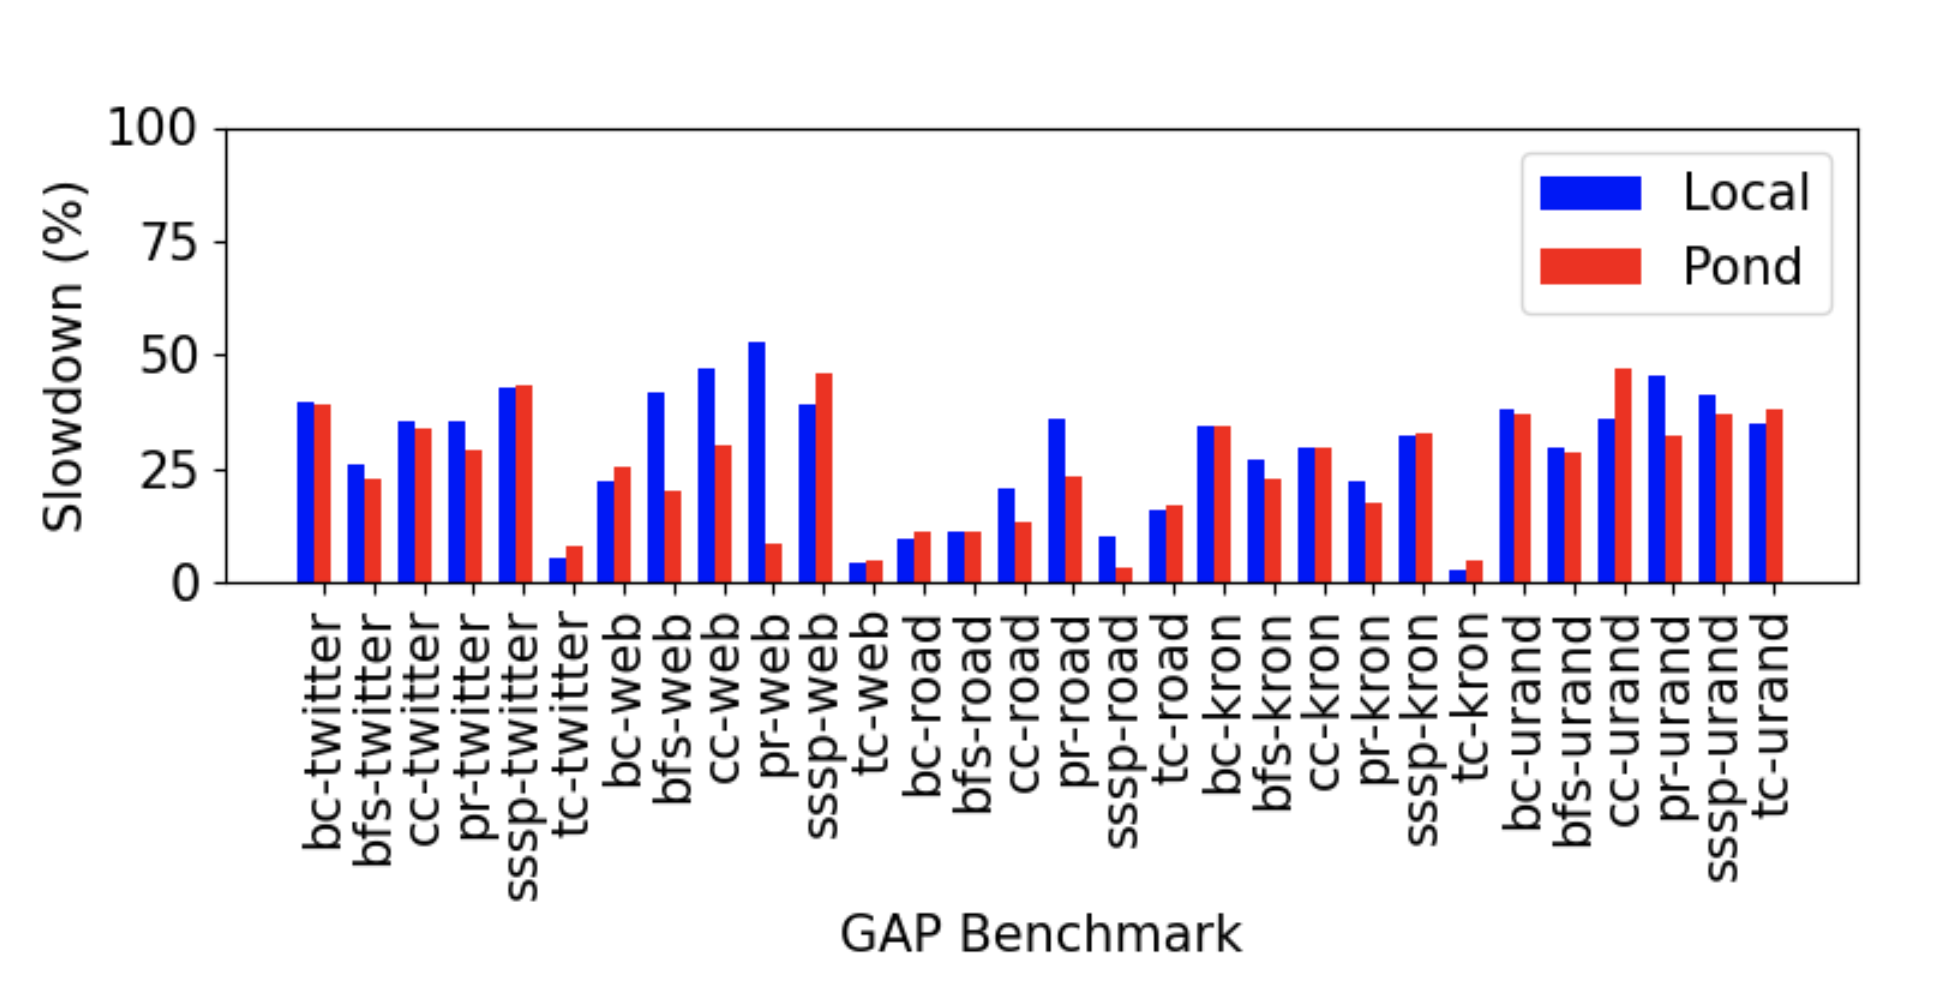 100
75
50
25
0
Slowdown (%)
Local
Pond
bc-twitter
bfs-twitter
cc-twitter
pr-twitter
sssp-twitter
tc-twitter
bc-web
bfs-web
cc-web
pr-web
sssp-web
tc-web
bc-road
bfs-road
cc-road
pr-road
sssp-road
tc-road
bc-kron
bfs-kron
cc-kron
pr-kron
sssp-kron
tc-kron
bc-urand
bfs-urand
cc-urand
pr-urand
sssp-urand
tc-urand
GAP Benchmark